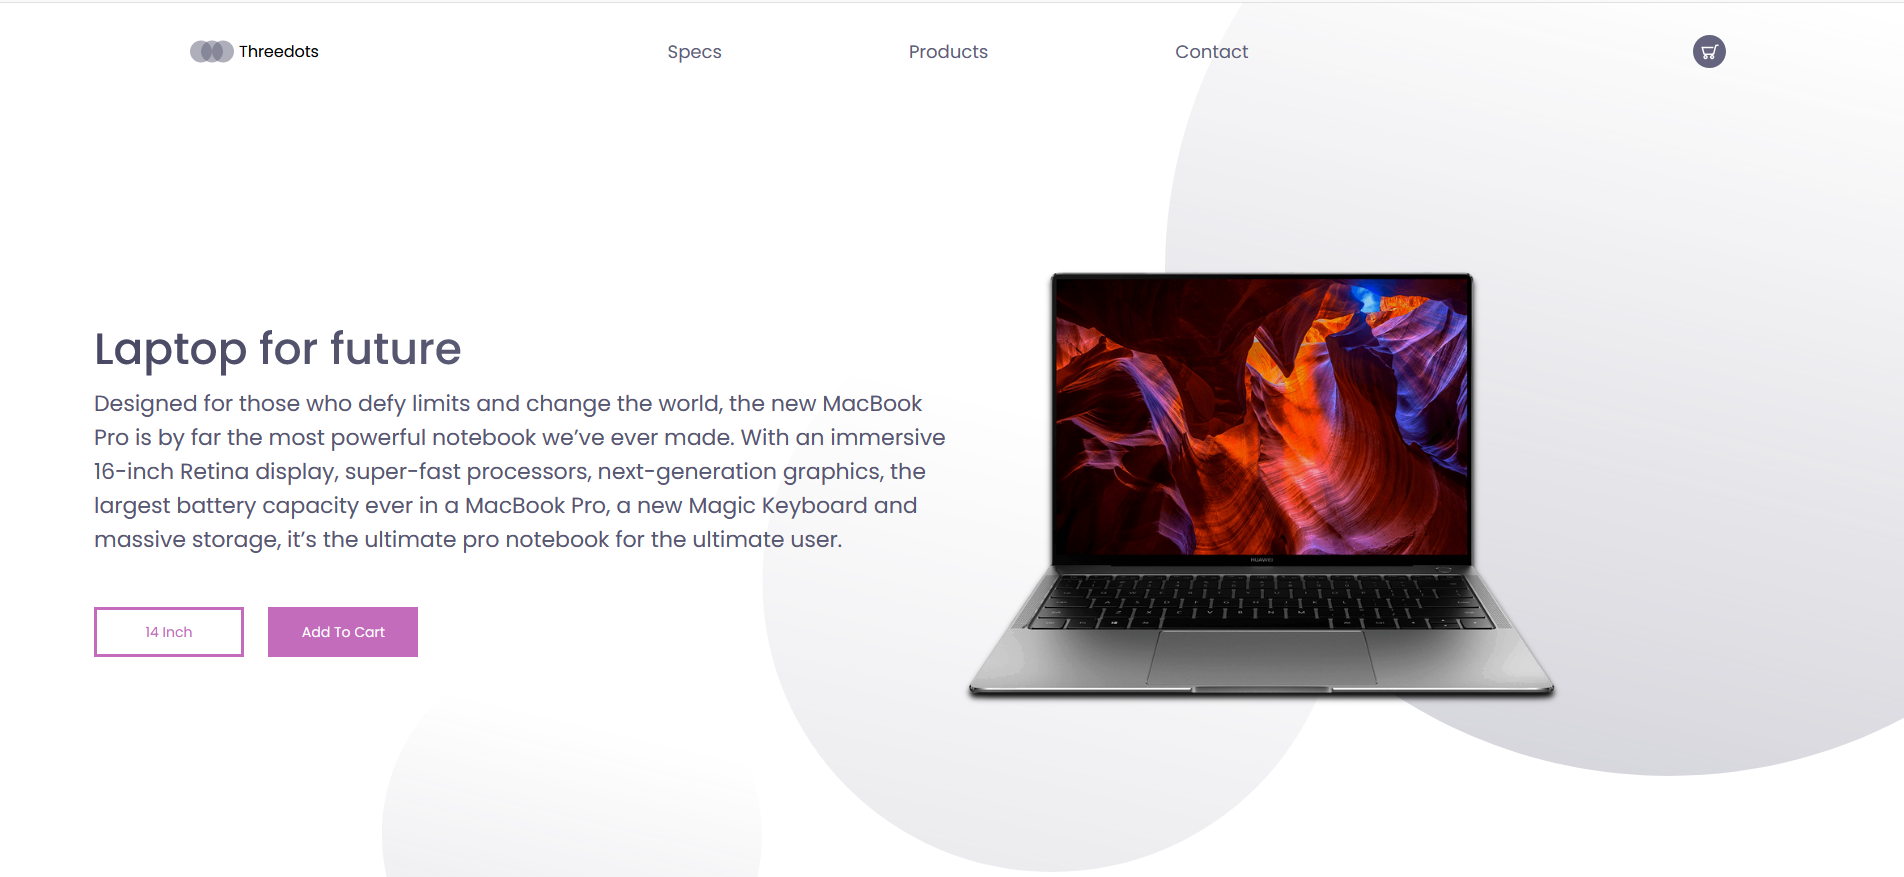 Threedots
Specs
Products
Contact
Laptop for future
Designed for those who defy limits and change the world, the new MacBook
Pro is by far the most powerful notebook we’ve ever made. With an immersive
16-inch Retina display, super-fast processors, next-generation graphics, the
largest battery capacity ever in a MacBook Pro, a new Magic Keyboard and
massive storage, it’s the ultimate pro notebook for the ultimate user.
14 Inch
Add To Cart
HUAWEI